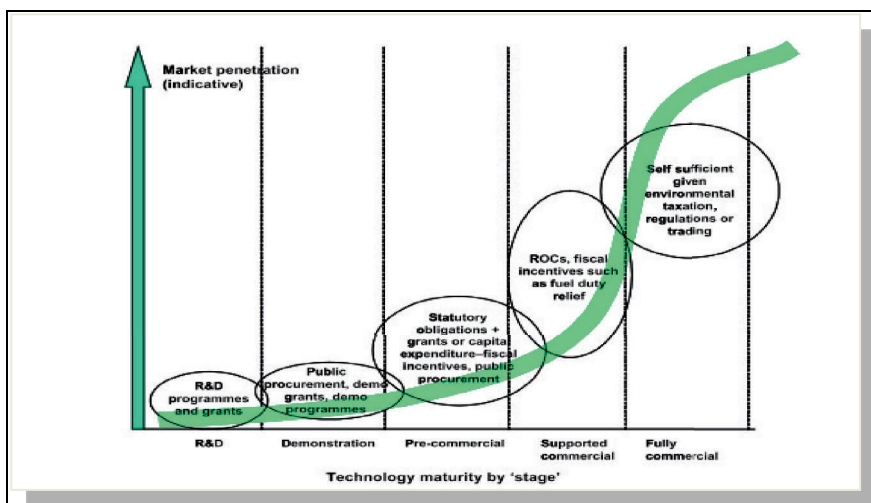 Market penetration
(indicative)
Self sufficient
given
environmental
taxation,
regulations or
trading
ROCs, fiscal
incentives such
as fuel duty
relief
Statutory
obligations +
grants or capital
expenditure–fiscal
incentives, public
procurement
Public
procurement, demo
grants, demo
programmes
R&D
programmes
and grants
R&D
Demonstration
Pre-commercial
Supported
commercial
Fully
commercial
Technology maturity by ‘stage’